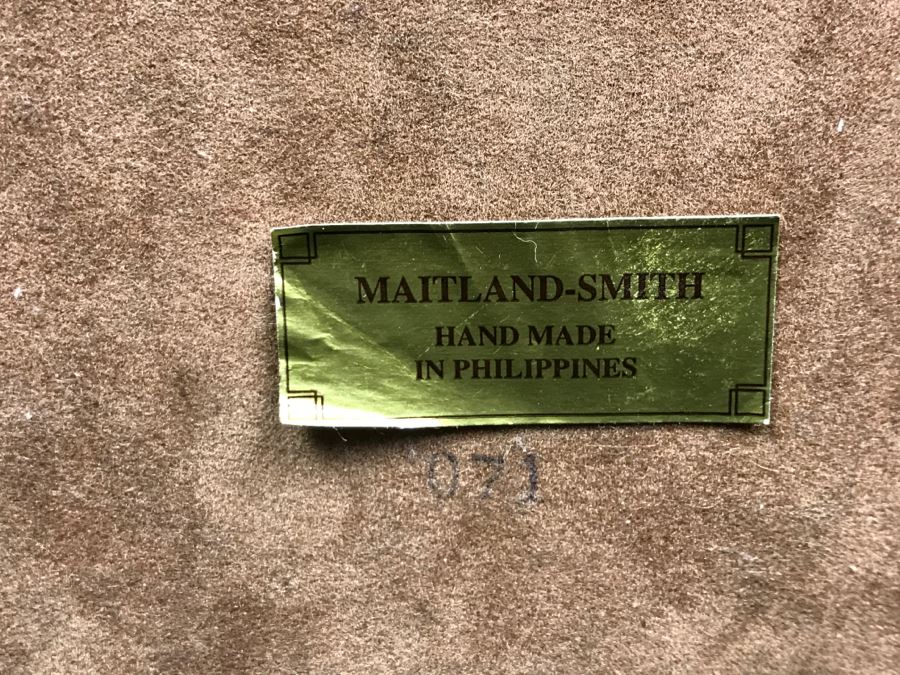 MAITLAND-SMITH
HAND MADE
IN PHILIPPINES
071